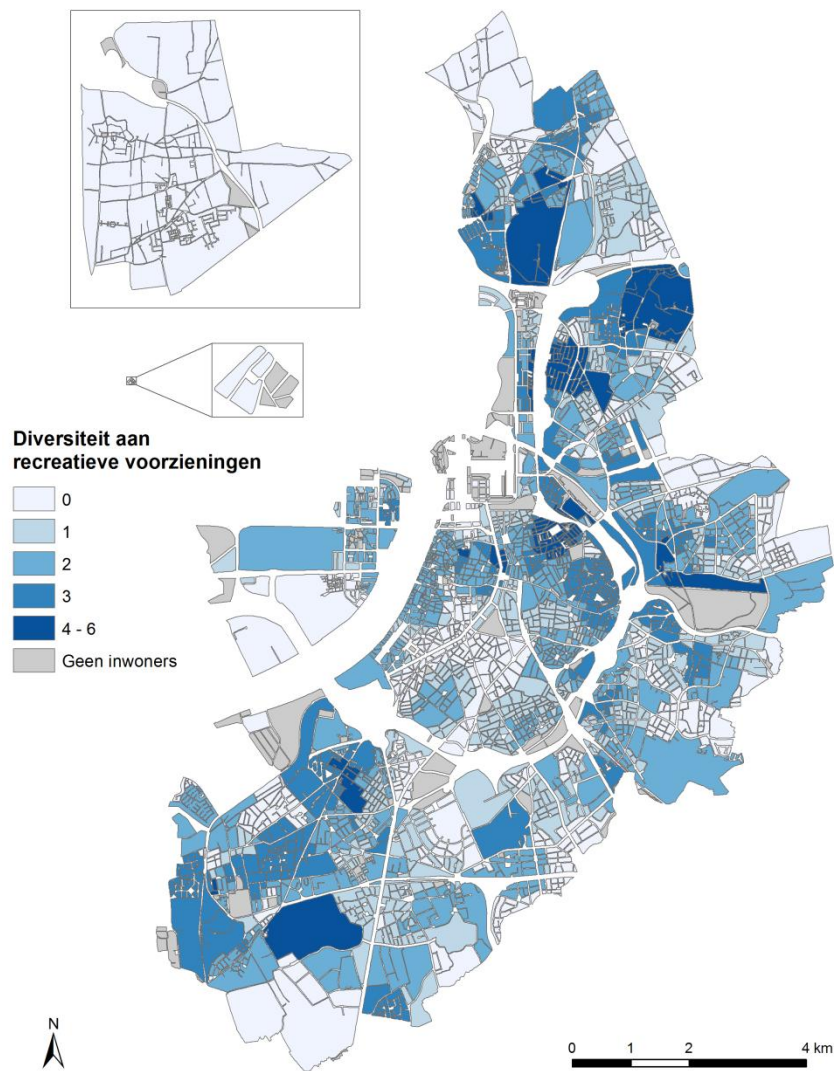 Diversiteit aan
recreatieve voorzieningen
0
1
2
3
4 - 6
Geen inwoners
N
0 1 2 4 km